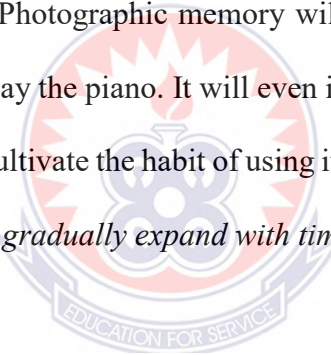 Photographic memory wil
ay the piano. It will even i
ultivate the habit of using i
gradually expand with tim
EDUCATION FOR SERVICE